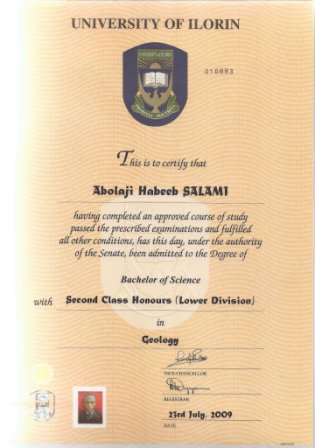 UNIVERSITY OF ILORIN
UNIVERSITY OF ILORIN
010883
This is to certify that
Abolaji Habeeb SALAMI
having completed an approved course of study
passed the prescribed examinations and fulfilled
all other conditions, has this day, under the authority
of the Senate, been admitted to the Degree of
Bachelor of Science
with Second Class Honours (Lower Division)
in
Geology
VICE-CHANCELLOR
REGISTRAR
23rd July, 2009
DATE